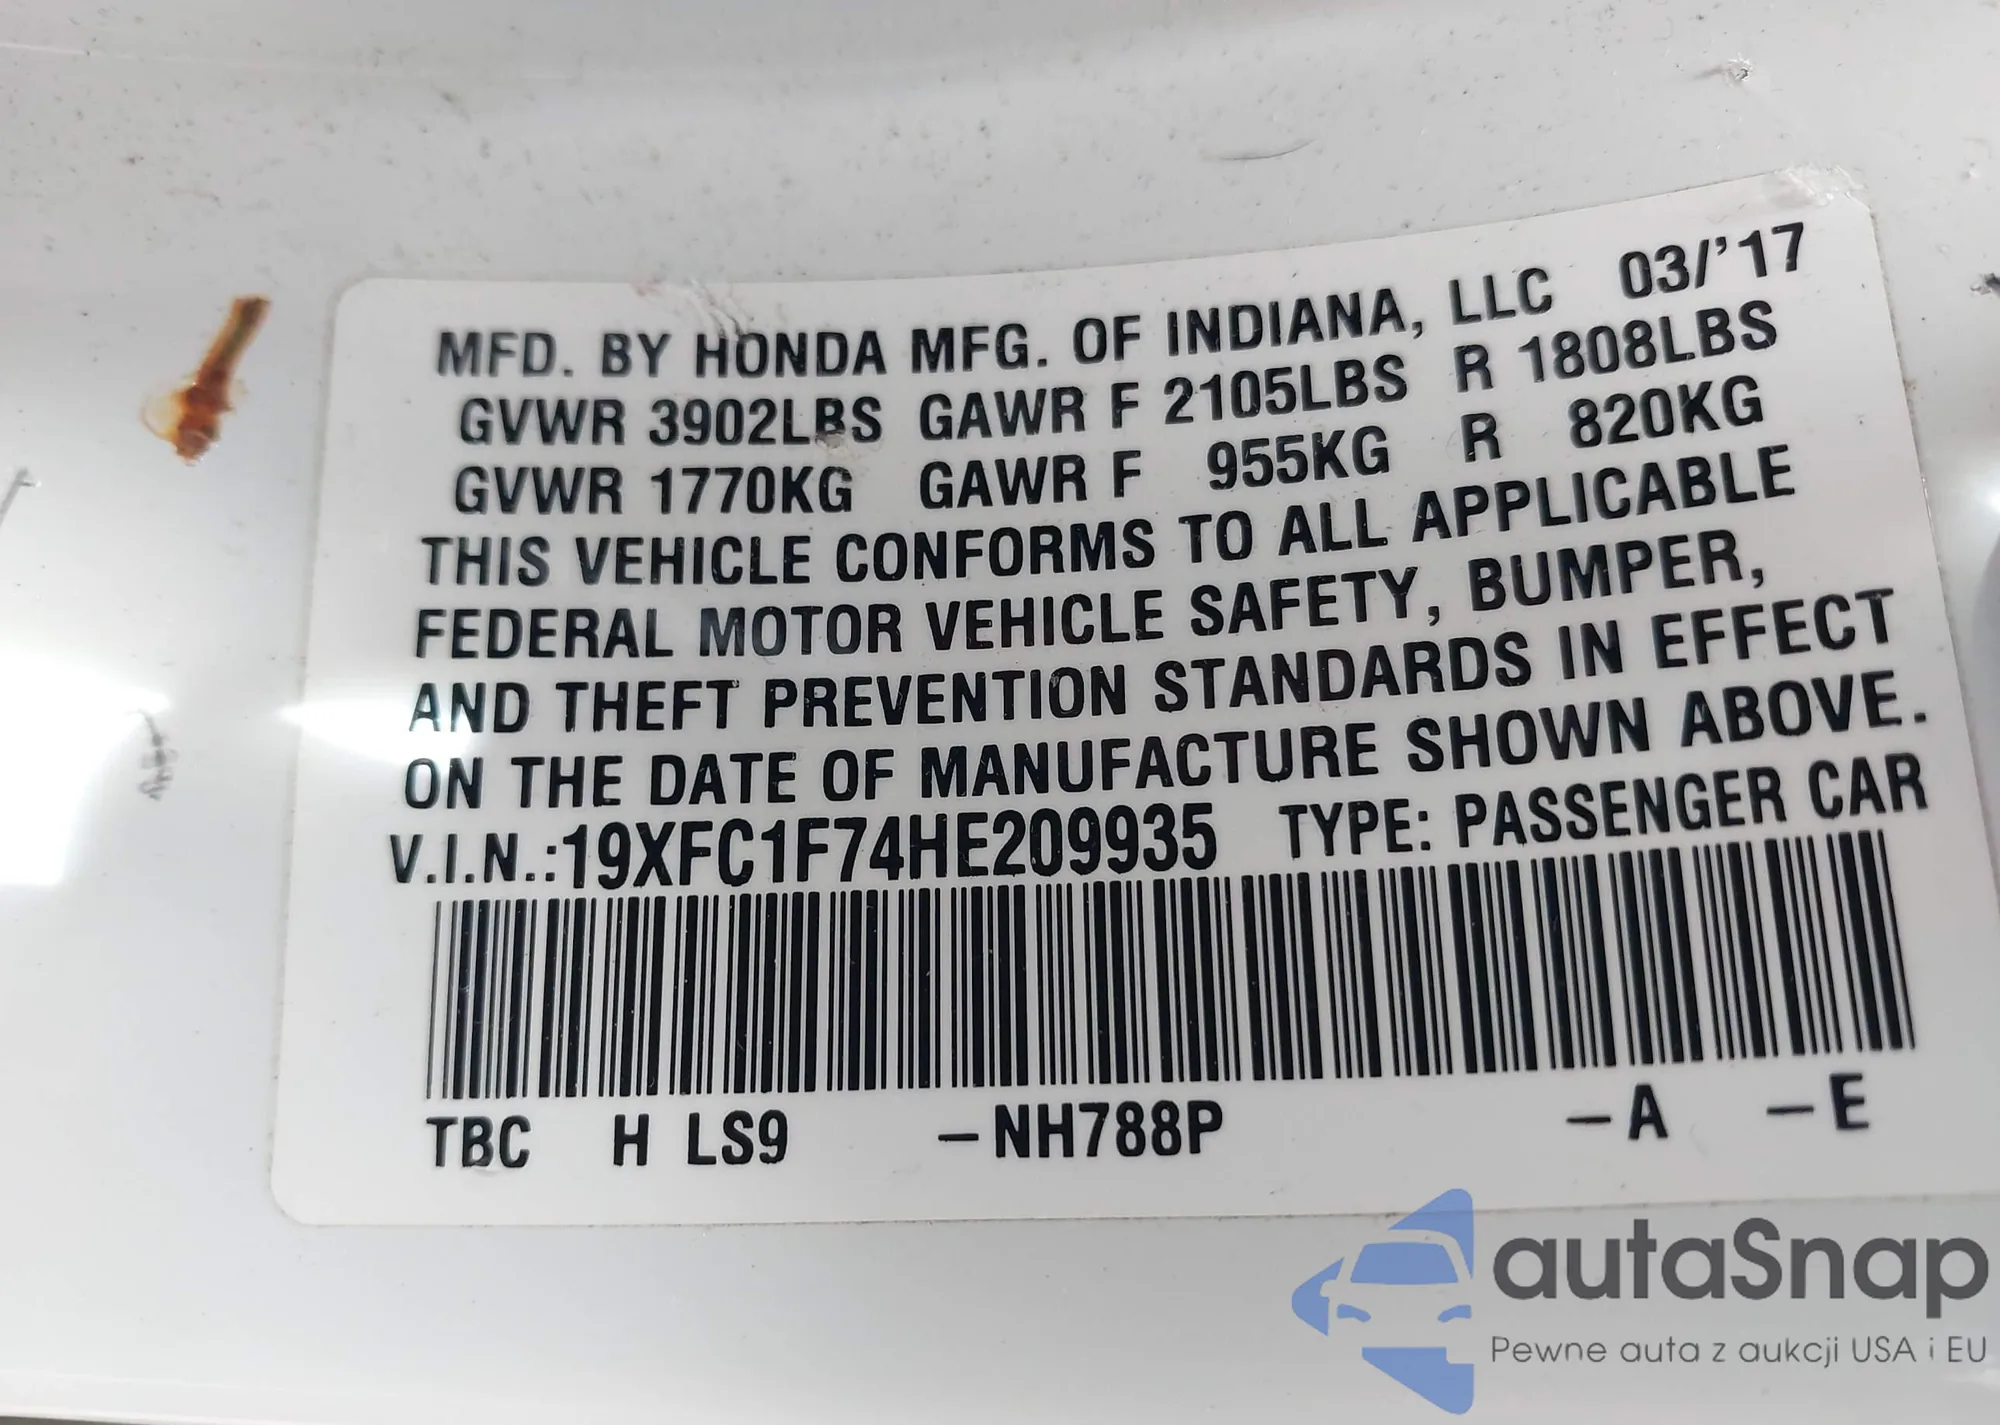 MFD. BY HONDA MFG. OF INDIANA, LLC 03/'17
GVWR 3902LBS GAWR F 2105LBS R 1808LBS
GVWR 1770KG GAWR F 955KG R 820KG
THIS VEHICLE CONFORMS TO ALL APPLICABLE
FEDERAL MOTOR VEHICLE SAFETY, BUMPER,
AND THEFT PREVENTION STANDARDS IN EFFECT
ON THE DATE OF MANUFACTURE SHOWN ABOVE.
V.I.N.:19XFC1F74HE209935 TYPE: PASSENGER CAR
TBC H LS9 –NH788P –A –E
autaSnap
Pewne auta z aukcji USA i EU